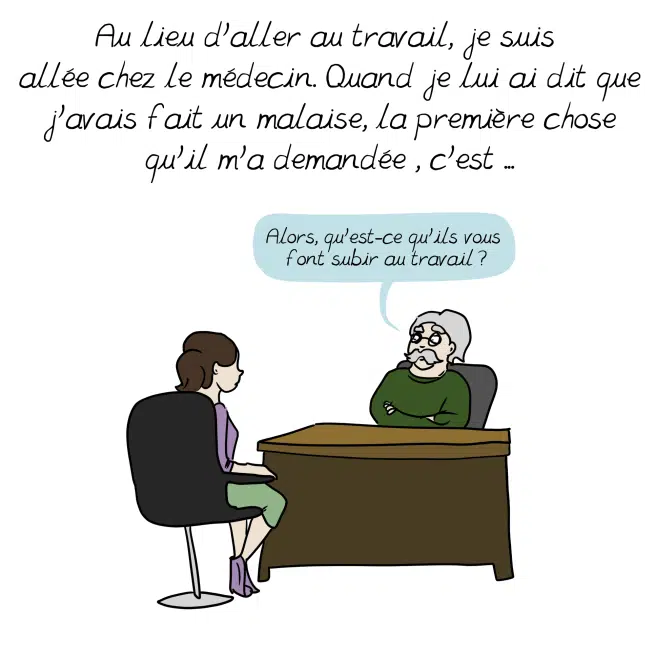 Au lieu d'aller au travail, je suis
allée chez le médecin. Quand je lui ai dit que
j'avais fait un malaise, la première chose
qu'il m'a demandée , c'est ...
Alors, qu'est-ce qu'ils vous
font subir au travail ?